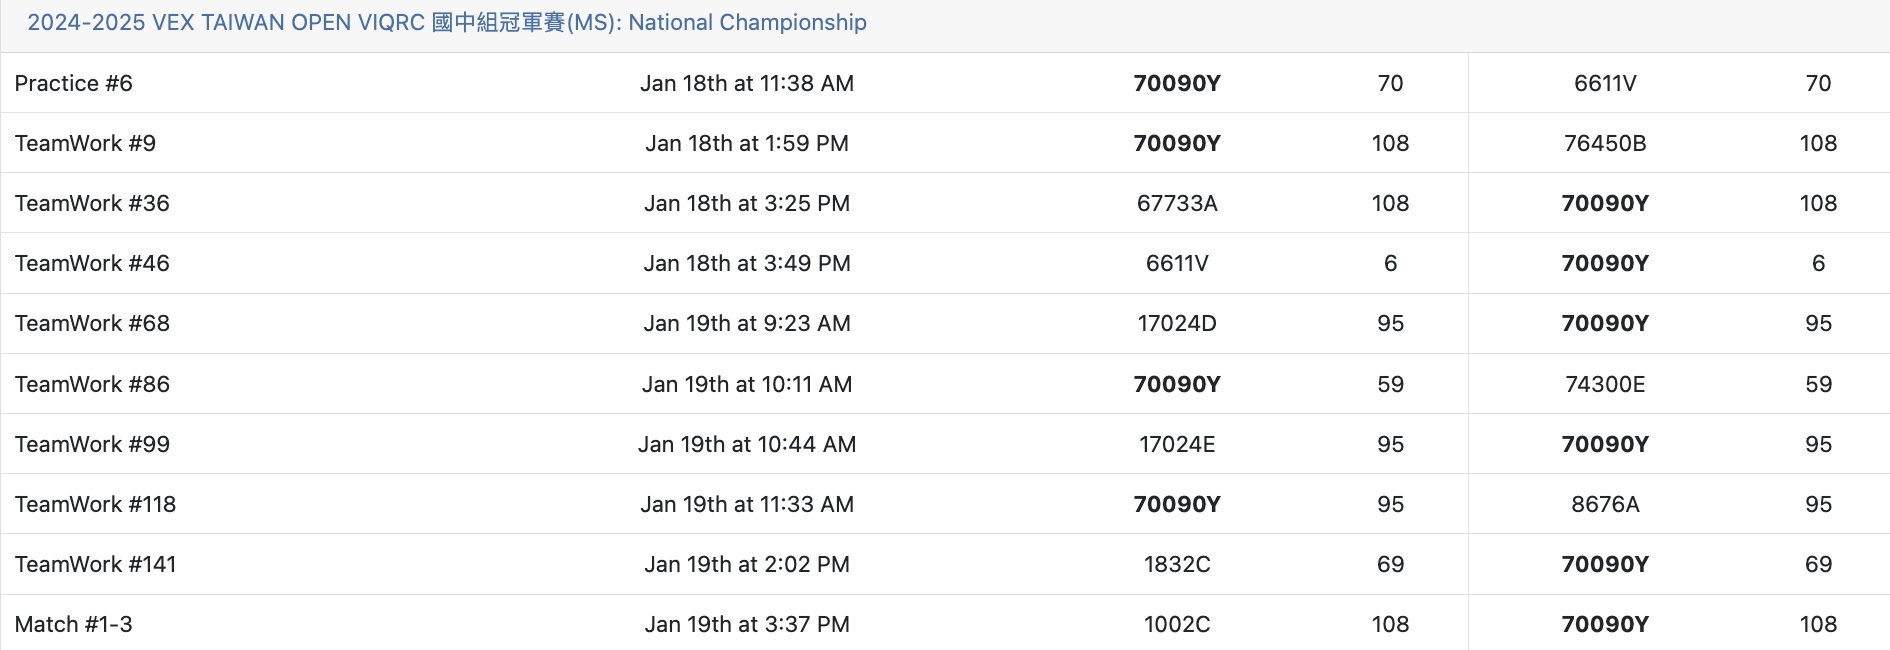 2024-2025 VEX TAIWAN OPEN VIQRC 國中組冠軍賽(MS): National Championship
Practice #6 Jan 18th at 11:38 AM 70090Y 70 6611V 70
TeamWork #9 Jan 18th at 1:59 PM 70090Y 108 76450B 108
TeamWork #36 Jan 18th at 3:25 PM 67733A 108 70090Y 108
TeamWork #46 Jan 18th at 3:49 PM 6611V 6 70090Y 6
TeamWork #68 Jan 19th at 9:23 AM 17024D 95 70090Y 95
TeamWork #86 Jan 19th at 10:11 AM 70090Y 59 74300E 59
TeamWork #99 Jan 19th at 10:44 AM 17024E 95 70090Y 95
TeamWork #118 Jan 19th at 11:33 AM 70090Y 95 8676A 95
TeamWork #141 Jan 19th at 2:02 PM 1832C 69 70090Y 69
Match #1-3 Jan 19th at 3:37 PM 1002C 108 70090Y 108